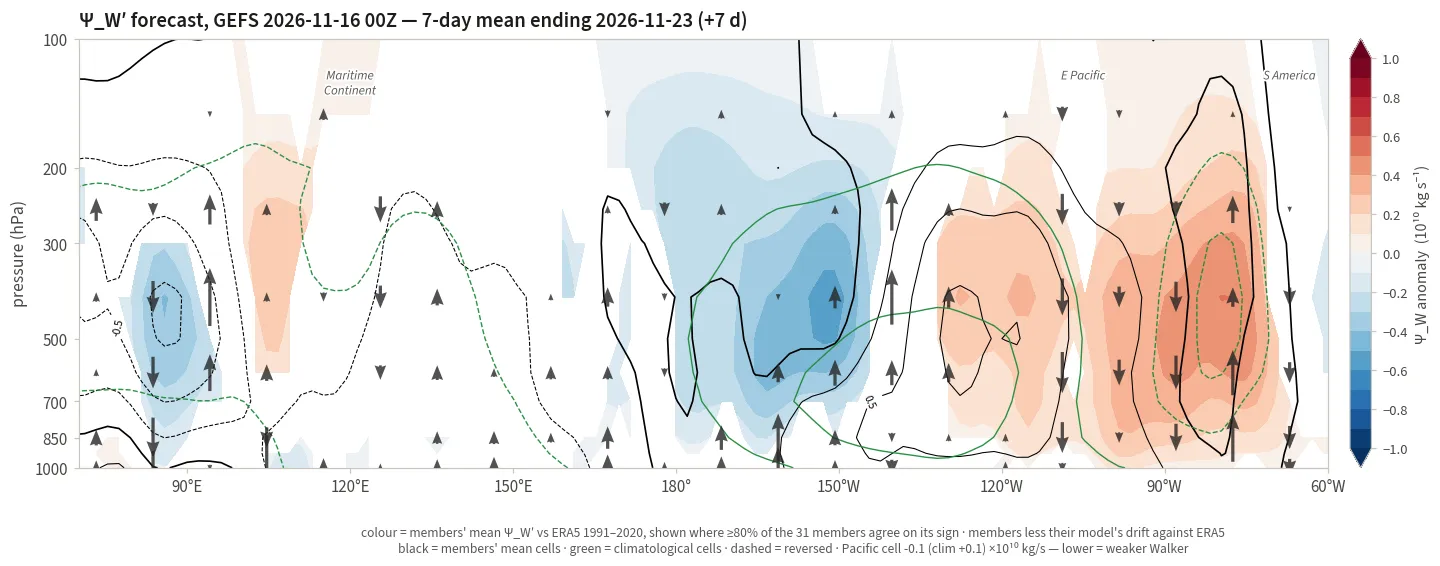 Ψ_W′ forecast, GEFS 2026-11-16 00Z — 7-day mean ending 2026-11-23 (+7 d)
100
200
300
400
500
700
850
1000
pressure (hPa)
Maritime
Continent
E Pacific
S America
-0.5
0.5
90°E
120°E
150°E
180°
150°W
120°W
90°W
60°W
1.0
0.8
0.6
0.4
0.2
0.0
−0.2
−0.4
−0.6
−0.8
−1.0
Ψ_W anomaly (10¹⁰ kg s⁻¹)
colour = members' mean Ψ_W′ vs ERA5 1991–2020, shown where ≥80% of the 31 members agree on its sign · members less their model's drift against ERA5
black = members' mean cells · green = climatological cells · dashed = reversed · Pacific cell -0.1 (clim +0.1) ×10¹⁰ kg/s — lower = weaker Walker